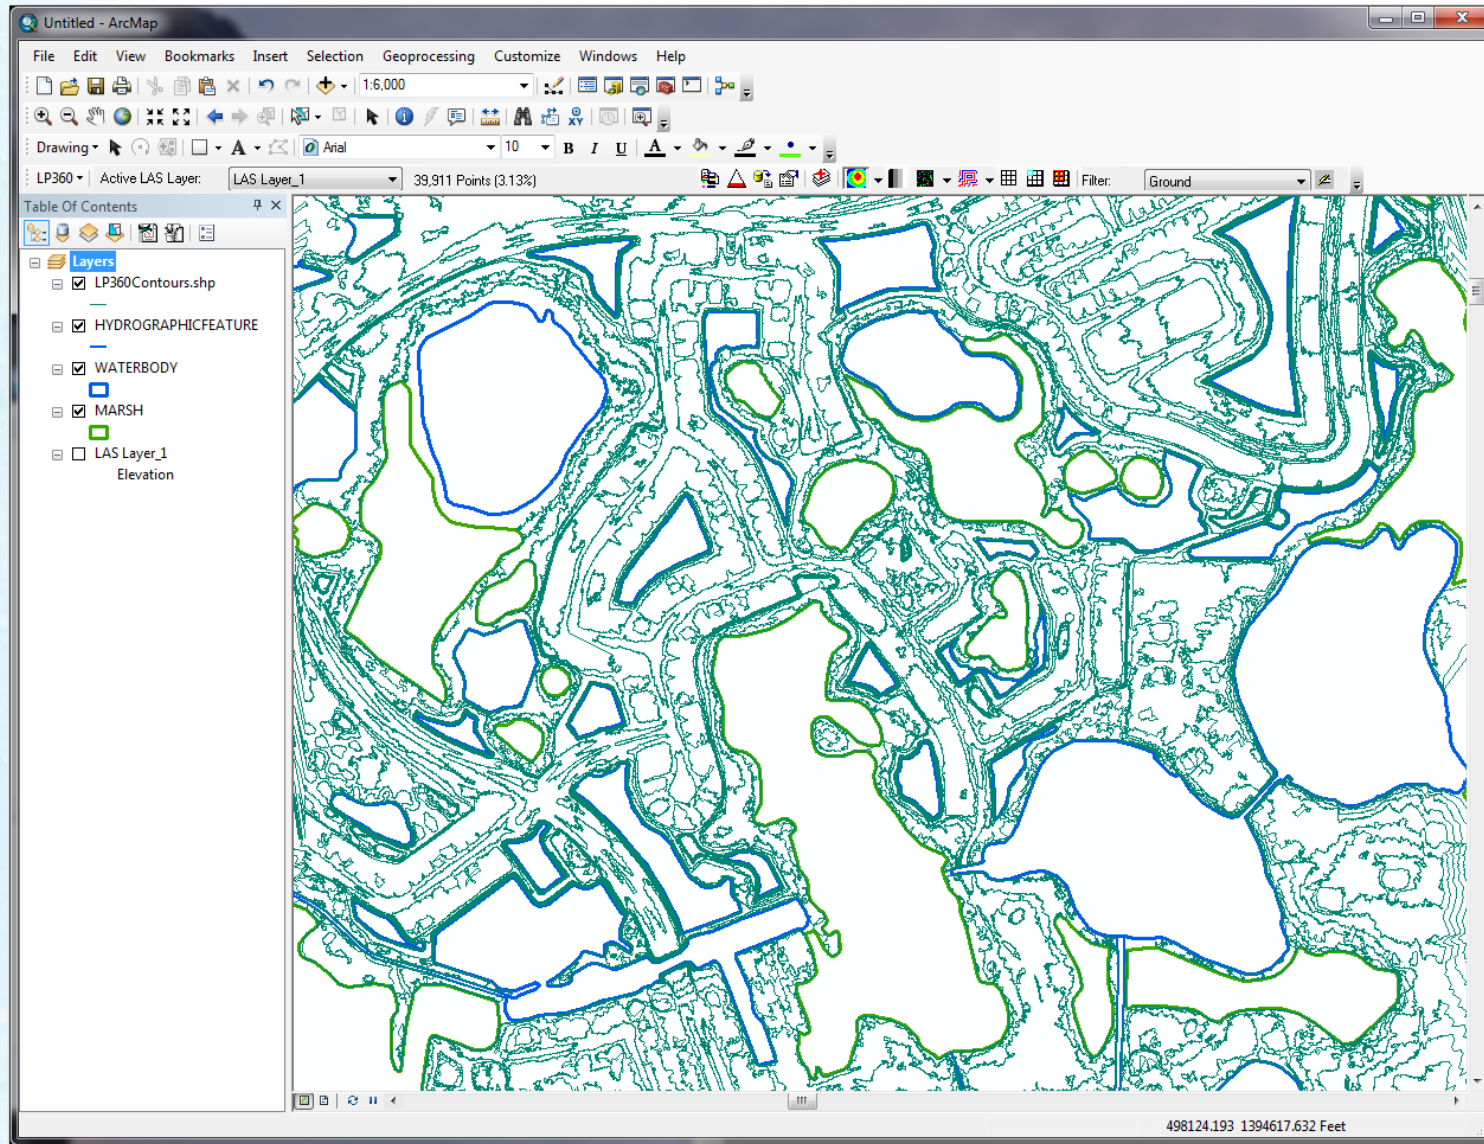 Untitled - ArcMap
File Edit View Bookmarks Insert Selection Geoprocessing Customize Windows Help
1:6,000
Drawing A Arial 10 B I U A
LP360 Active LAS Layer: LAS Layer_1 39,911 Points (3.13%) Filter: Ground
Table Of Contents
Layers
LP360Contours.shp
HYDROGRAPHICFEATURE
WATERBODY
MARSH
LAS Layer_1
Elevation
498124.193 1394617.632 Feet